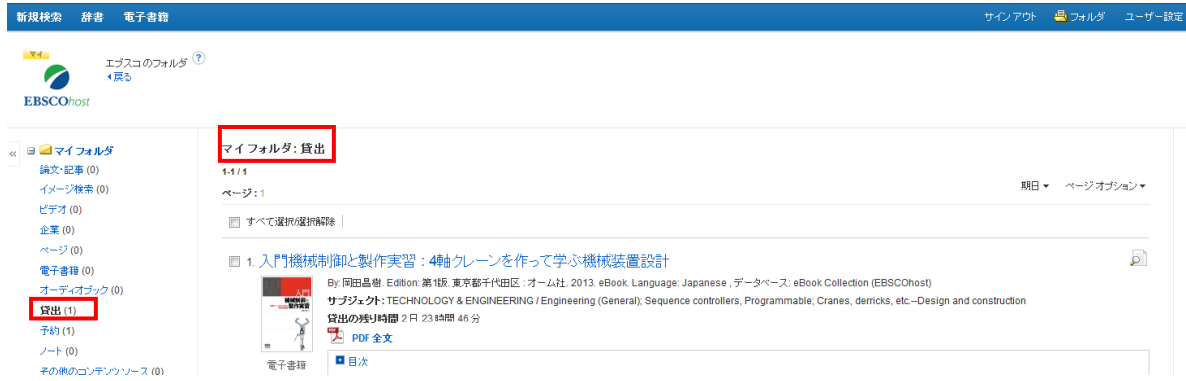 新規検索 辞書 電子書籍 サインアウト フォルダ ユーザー設定
マイ
エブスコのフォルダ ?
戻る
EBSCOhost
«
マイフォルダ
論文・記事 (0)
イメージ検索 (0)
ビデオ (0)
企業 (0)
ページ (0)
電子書籍 (0)
オーディオブック (0)
貸出 (1)
予約 (1)
ノート (0)
その他のコンテンツソース (0)
マイフォルダ: 貸出
1-1 / 1
ページ: 1
期日 ページオプション
すべて選択/選択解除
1. 入門機械制御と製作実習：4軸クレーンを作って学ぶ機械装置設計
By: 岡田昌樹. Edition: 第1版. 東京都千代田区 : オーム社. 2013. eBook. Language: Japanese , データベース: eBook Collection (EBSCOhost)
サブジェクト: TECHNOLOGY & ENGINEERING / Engineering (General); Sequence controllers, Programmable; Cranes, derricks, etc.--Design and construction
貸出の残り時間 2 日 23 時間 46 分
PDF 全文
目次
入門
機械制御と
製作実習
電子書籍